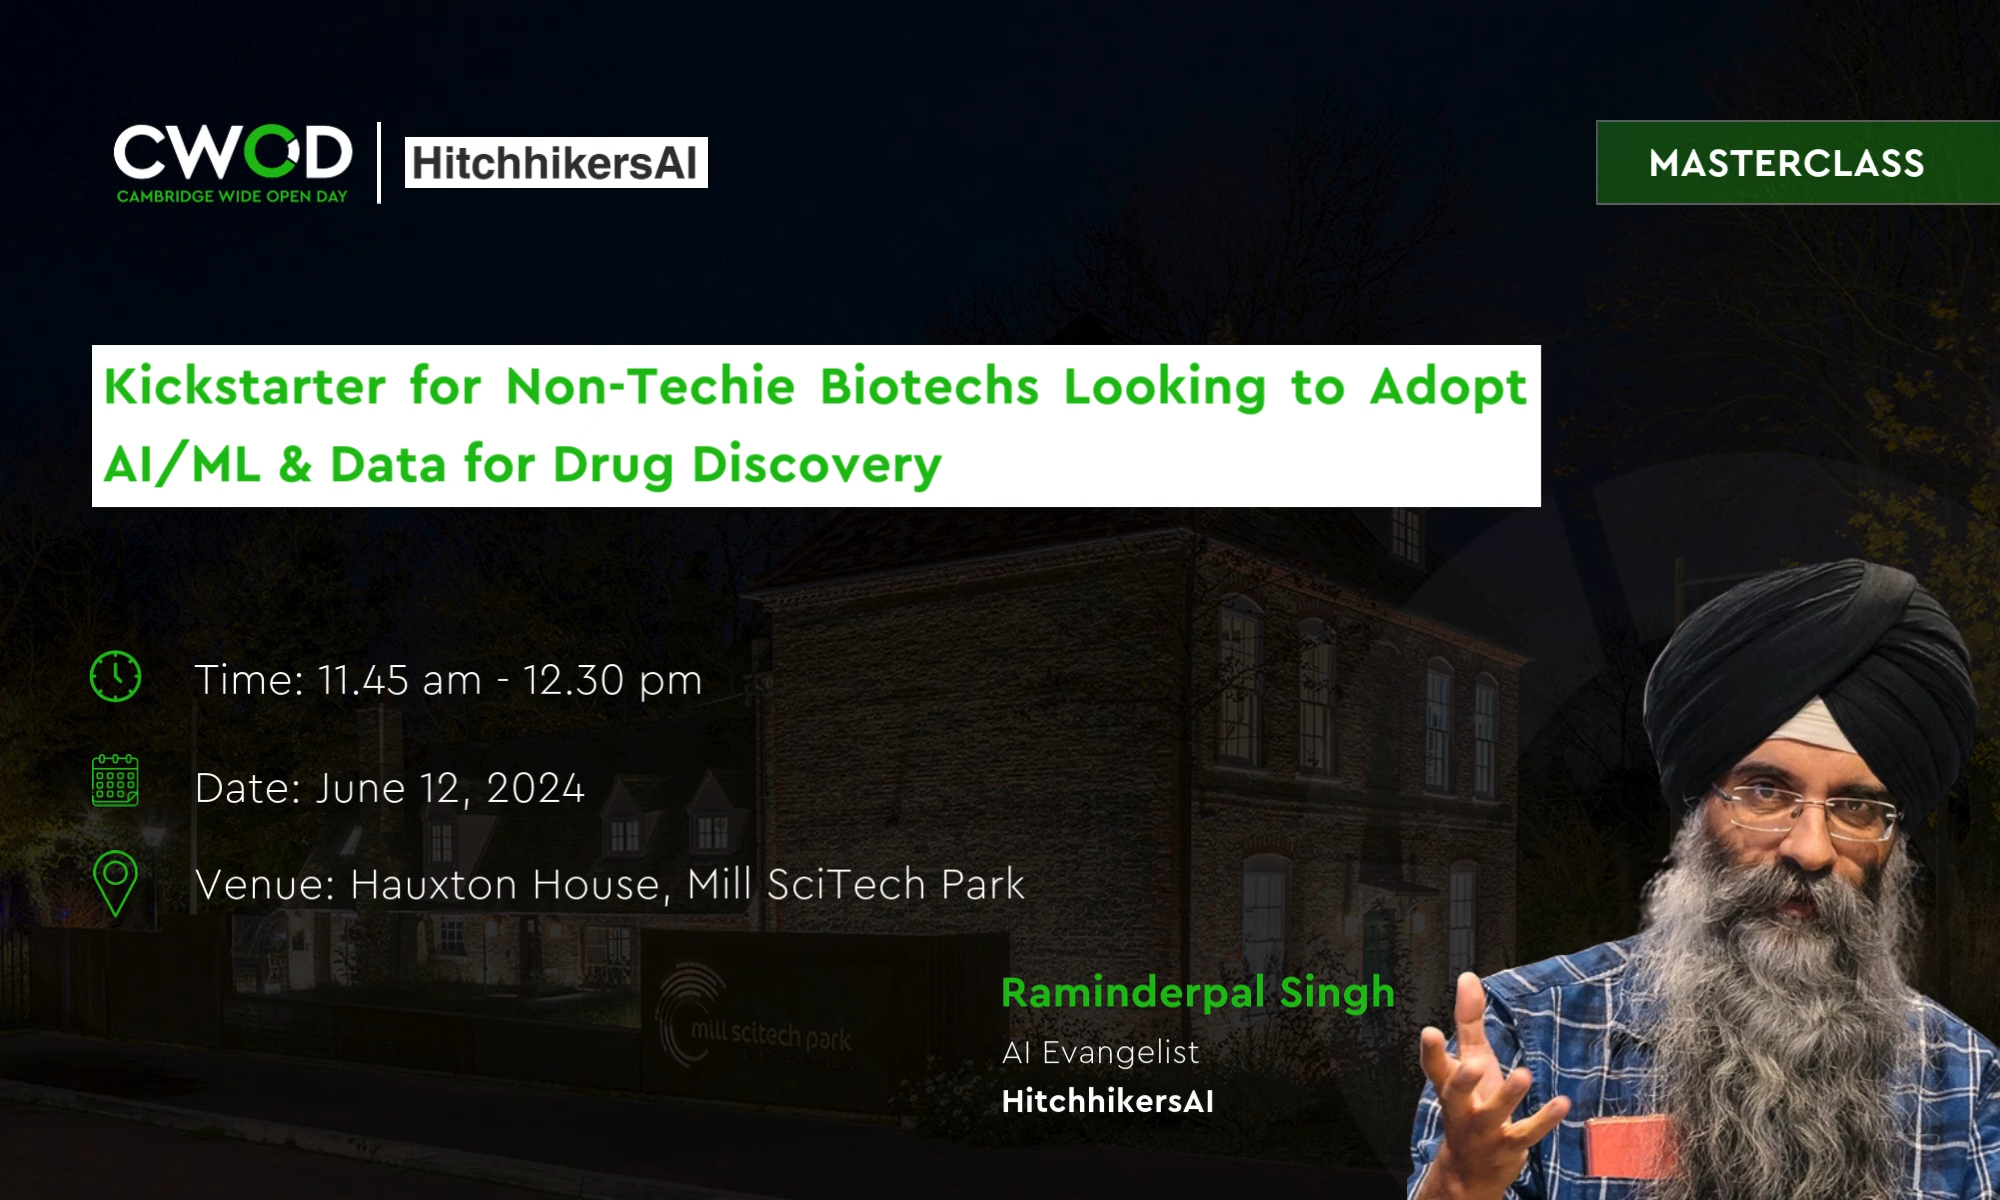 CWOD
CAMBRIDGE WIDE OPEN DAY
HitchhikersAI
MASTERCLASS
Kickstarter for Non-Techie Biotechs Looking to Adopt
AI/ML & Data for Drug Discovery
Time: 11.45 am - 12.30 pm
Date: June 12, 2024
Venue: Hauxton House, Mill SciTech Park
mill scitech park
Raminderpal Singh
AI Evangelist
HitchhikersAI